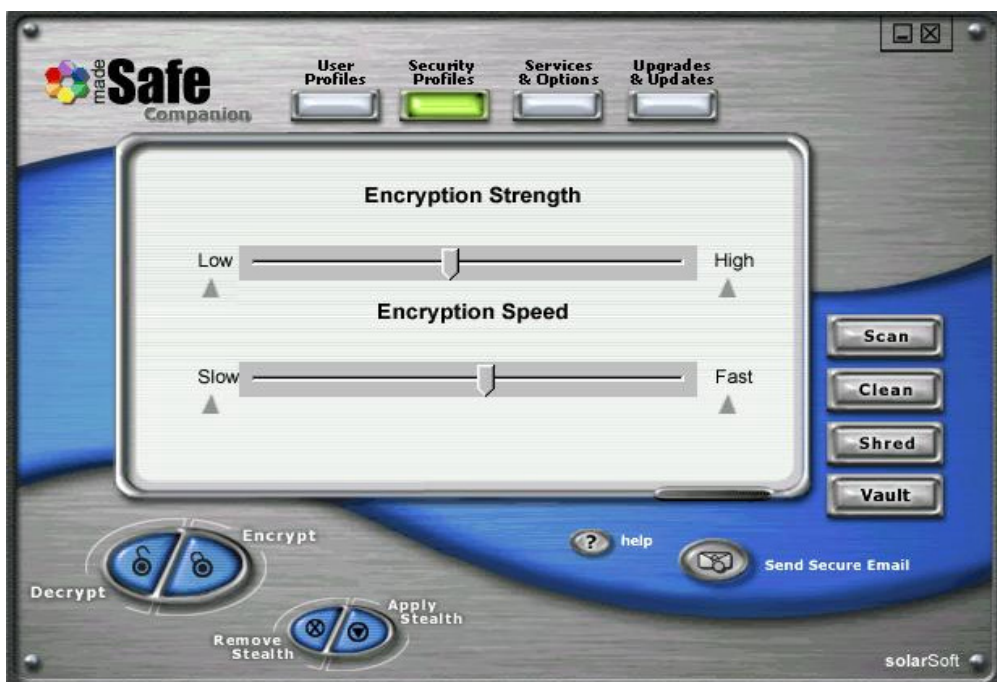 made Safe
Companion
User Profiles
Security Profiles
Services & Options
Upgrades & Updates
Encryption Strength
Low
High
Encryption Speed
Slow
Fast
Scan
Clean
Shred
Vault
Encrypt
Decrypt
? help
Send Secure Email
Apply Stealth
Remove Stealth
solarSoft